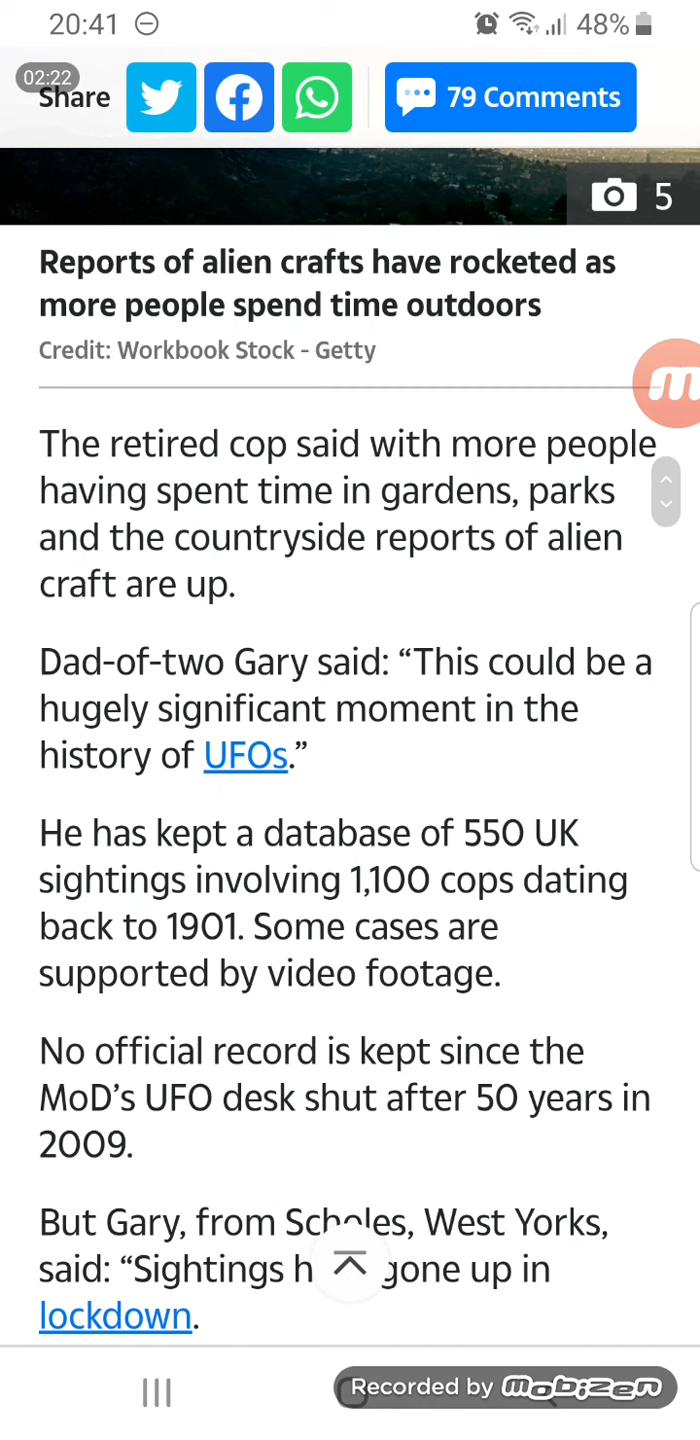 20:41 48%
02:22
Share
79 Comments
5
Reports of alien crafts have rocketed as
more people spend time outdoors
Credit: Workbook Stock - Getty
m
The retired cop said with more people
having spent time in gardens, parks
and the countryside reports of alien
craft are up.
Dad-of-two Gary said: “This could be a
hugely significant moment in the
history of UFOs.”
He has kept a database of 550 UK
sightings involving 1,100 cops dating
back to 1901. Some cases are
supported by video footage.
No official record is kept since the
MoD’s UFO desk shut after 50 years in
2009.
But Gary, from Scholes, West Yorks,
said: “Sightings gone up in
lockdown.
Recorded by mobizen